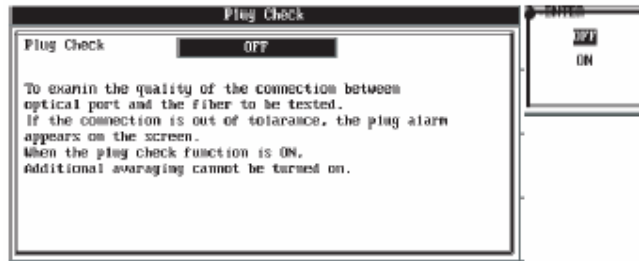 Plug Check
ENTER
Plug Check OFF
OFF
ON
To examin the quality of the connection between
optical port and the fiber to be tested.
If the connection is out of tolarance, the plug alarm
appears on the screen.
When the plug check function is ON,
Additional avaraging cannot be turned on.